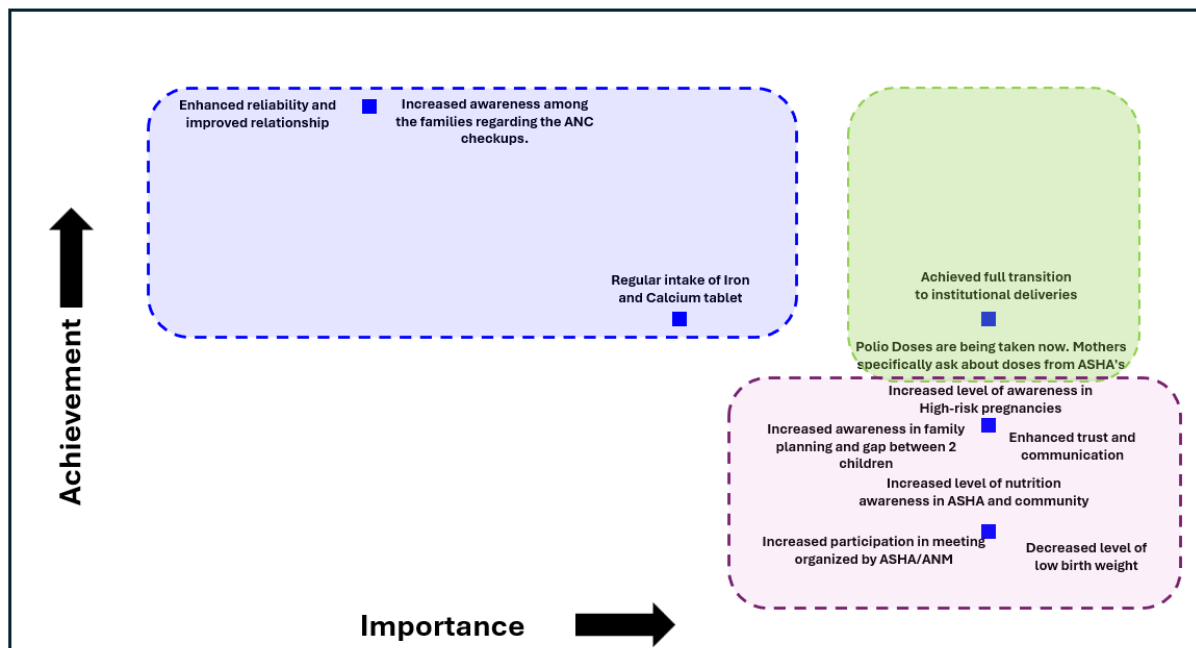 Enhanced reliability and
improved relationship
Increased awareness among
the families regarding the ANC
checkups.
Regular intake of Iron
and Calcium tablet
Achieved full transition
to institutional deliveries
Polio Doses are being taken now. Mothers
specifically ask about doses from ASHA's
Increased level of awareness in
High-risk pregnancies
Increased awareness in family
planning and gap between 2
children
Enhanced trust and
communication
Increased level of nutrition
awareness in ASHA and community
Increased participation in meeting
organized by ASHA/ANM
Decreased level of
low birth weight
Achievement
Importance